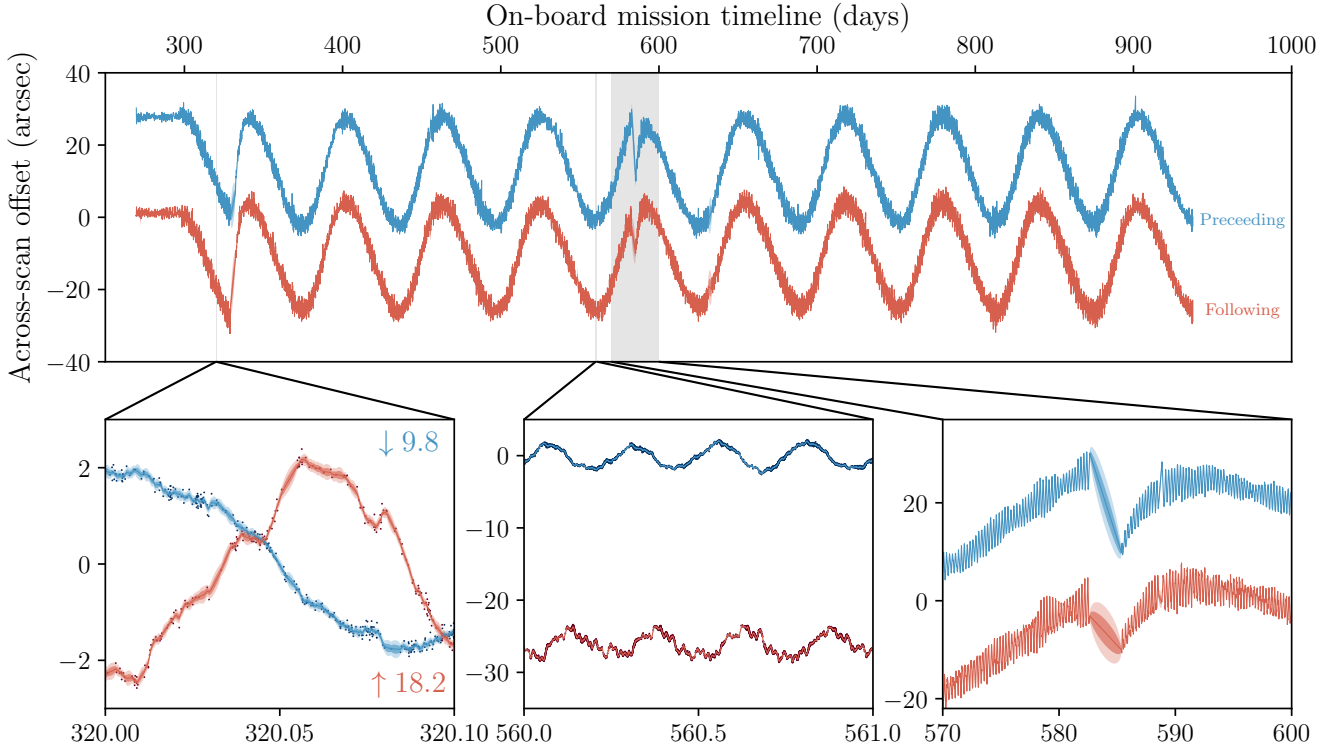 On-board mission timeline (days)
300 400 500 600 700 800 900 1000
Across-scan offset (arcsec)
40
20
0
−20
−40
Preceeding
Following
↓ 9.8
↑ 18.2
2
0
−2
320.00 320.05 320.10
0
−10
−20
−30
560.0 560.5 561.0
20
0
−20
570 580 590 600